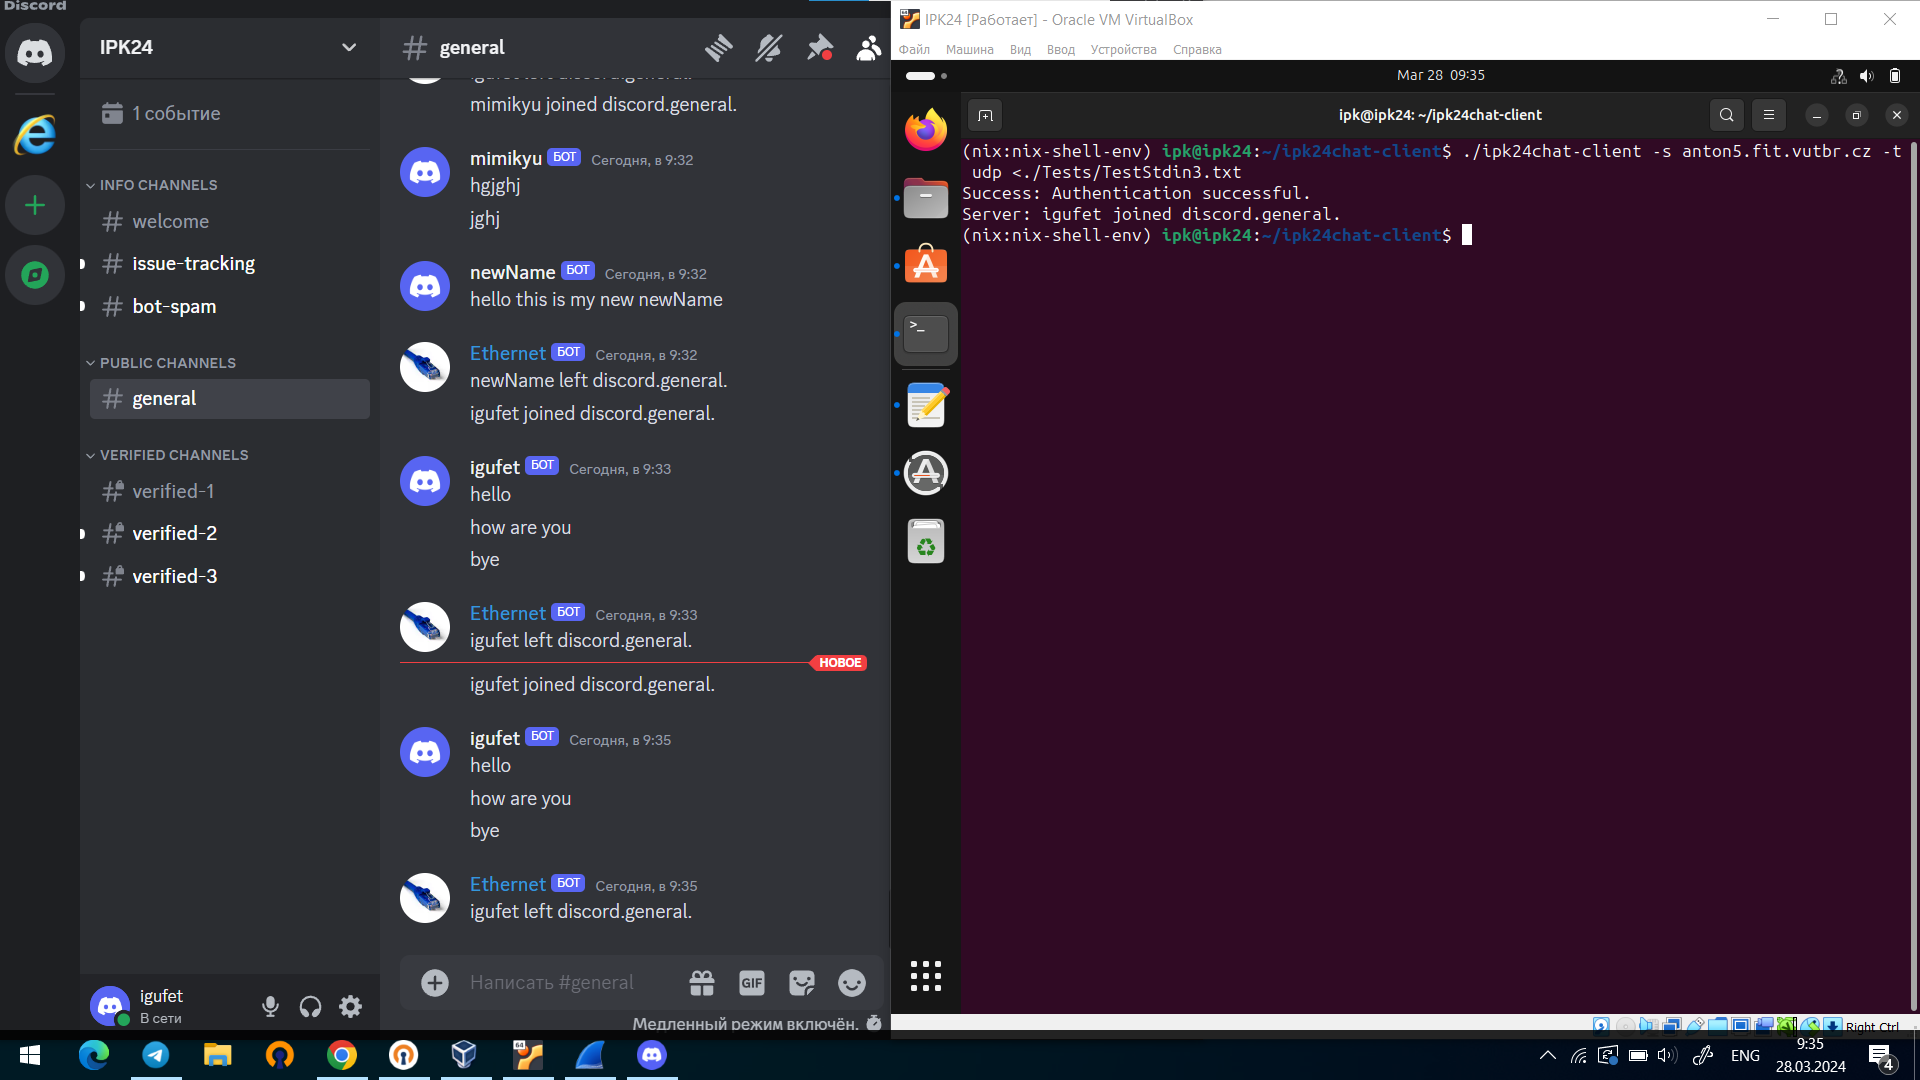 Discord
IPK24
1 событие
INFO CHANNELS
welcome
issue-tracking
bot-spam
PUBLIC CHANNELS
general
VERIFIED CHANNELS
verified-1
verified-2
verified-3
igufet
В сети
general
igufet left discord.general.
mimikyu joined discord.general.
mimikyu БОТ Сегодня, в 9:32
hgjghj
jghj
newName БОТ Сегодня, в 9:32
hello this is my new newName
Ethernet БОТ Сегодня, в 9:32
newName left discord.general.
igufet joined discord.general.
igufet БОТ Сегодня, в 9:33
hello
how are you
bye
Ethernet БОТ Сегодня, в 9:33
igufet left discord.general.
НОВОЕ
igufet joined discord.general.
igufet БОТ Сегодня, в 9:35
hello
how are you
bye
Ethernet БОТ Сегодня, в 9:35
igufet left discord.general.
Написать #general
GIF
Медленный режим включён.
IPK24 [Работает] - Oracle VM VirtualBox
Файл Машина Вид Ввод Устройства Справка
Mar 28 09:35
ipk@ipk24: ~/ipk24chat-client
(nix:nix-shell-env) ipk@ipk24:~/ipk24chat-client$ ./ipk24chat-client -s anton5.fit.vutbr.cz -t
udp <./Tests/TestStdin3.txt
Success: Authentication successful.
Server: igufet joined discord.general.
(nix:nix-shell-env) ipk@ipk24:~/ipk24chat-client$
Right Ctrl
64
ENG
9:35
28.03.2024
4